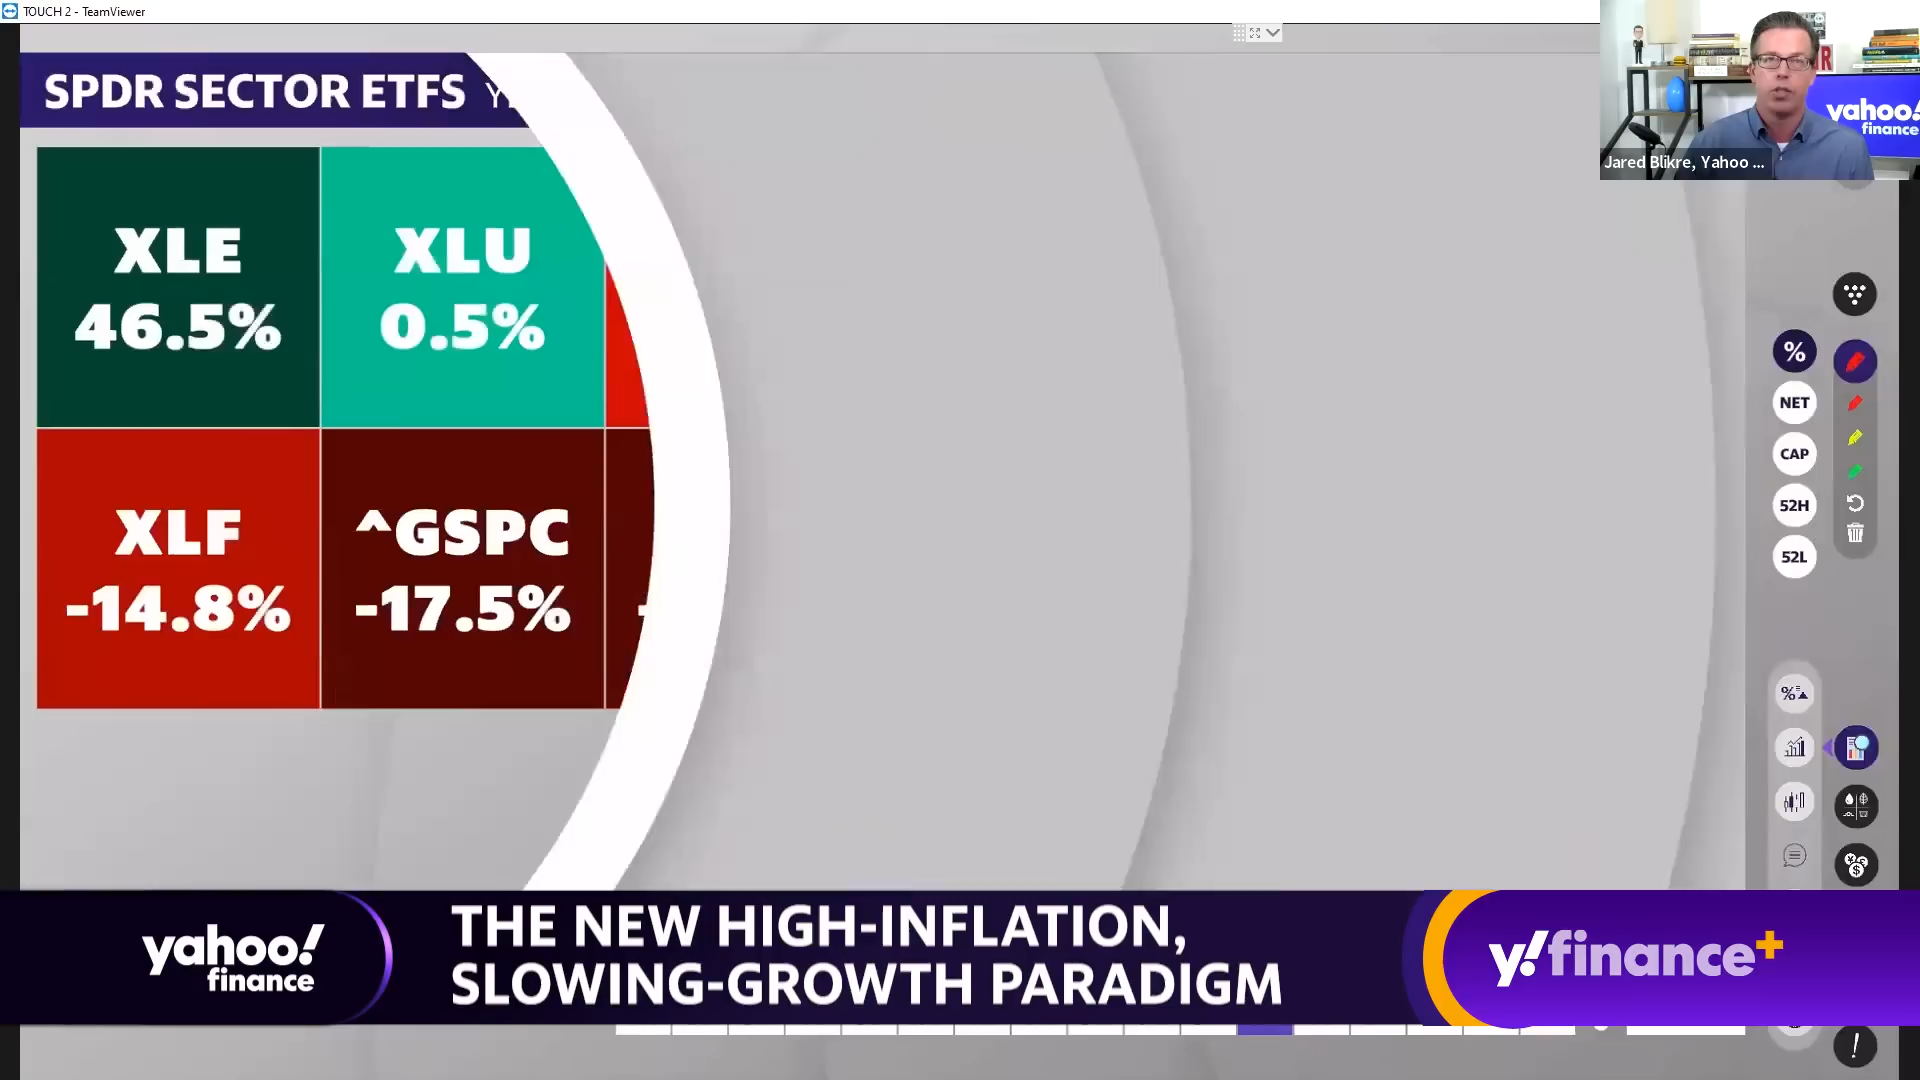 TOUCH 2 - TeamViewer
SPDR SECTOR ETFS
XLE
46.5%
XLU
0.5%
XLF
-14.8%
^GSPC
-17.5%
yahoo!
finance
Jared Blikre, Yahoo ...
%
NET
CAP
52H
52L
yahoo!
finance
THE NEW HIGH-INFLATION,
SLOWING-GROWTH PARADIGM
y!finance+